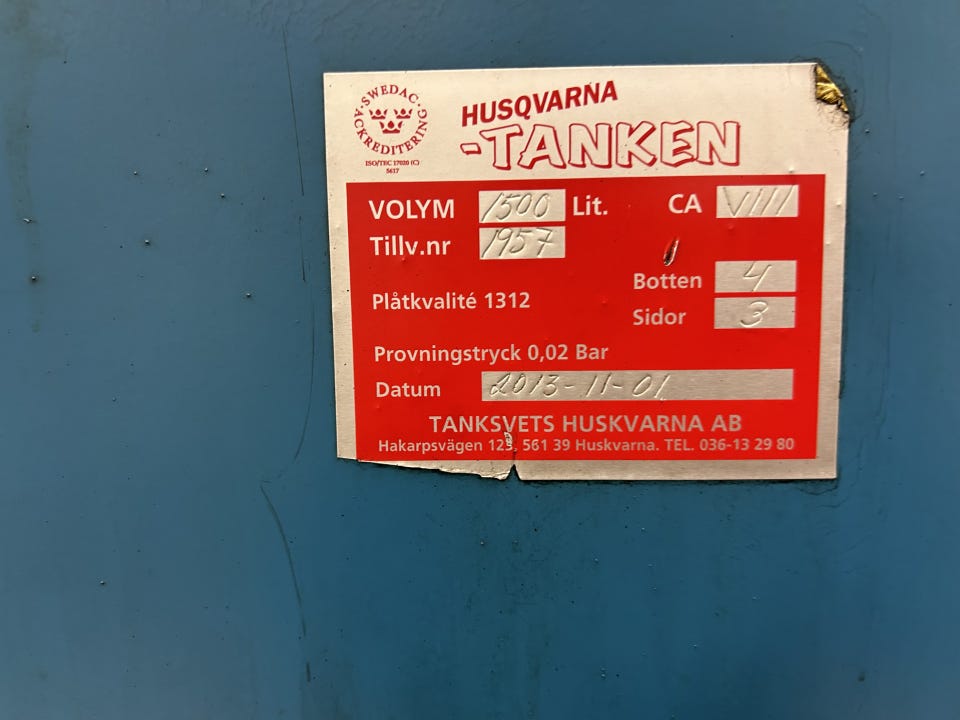 SWEDAC
ACKREDITERING
ISO/TEC 17020 (C)
5617
HUSQVARNA
-TANKEN
VOLYM 1500 Lit. CA VIII
Tillv.nr 1957
Botten 4
Plåtkvalité 1312
Sidor 3
Provningstryck 0,02 Bar
Datum 2013-11-01
TANKSVETS HUSKVARNA AB
Hakarpsvägen 123, 561 39 Huskvarna. TEL. 036-13 29 80